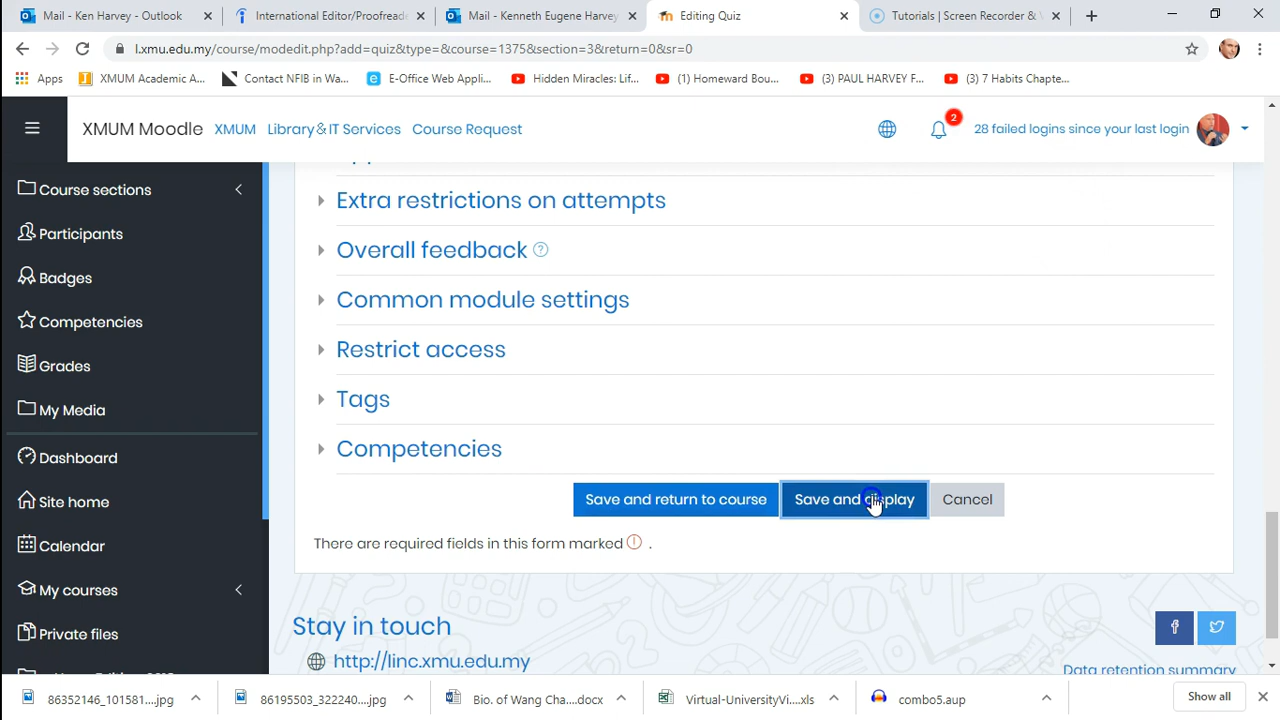 Mail - Ken Harvey - Outlook
International Editor/Proofreade
Mail - Kenneth Eugene Harvey
Editing Quiz
Tutorials | Screen Recorder &
l.xmu.edu.my/course/modedit.php?add=quiz&type=&course=1375&section=3&return=0&sr=0
Apps
XMUM Academic A...
Contact NFIB in Wa...
E-Office Web Appli...
Hidden Miracles: Lif...
(1) Homeward Bou...
(3) PAUL HARVEY F...
(3) 7 Habits Chapte...
XMUM Moodle
XMUM
Library&IT Services
Course Request
2
28 failed logins since your last login
Course sections
Participants
Badges
Competencies
Grades
My Media
Dashboard
Site home
Calendar
My courses
Private files
Extra restrictions on attempts
Overall feedback
Common module settings
Restrict access
Tags
Competencies
Save and return to course
Save and display
Cancel
There are required fields in this form marked .
Stay in touch
http://linc.xmu.edu.my
Data retention summary
86352146_101581....jpg
86195503_322240....jpg
Bio. of Wang Cha....docx
Virtual-UniversityVi....xls
combo5.aup
Show all